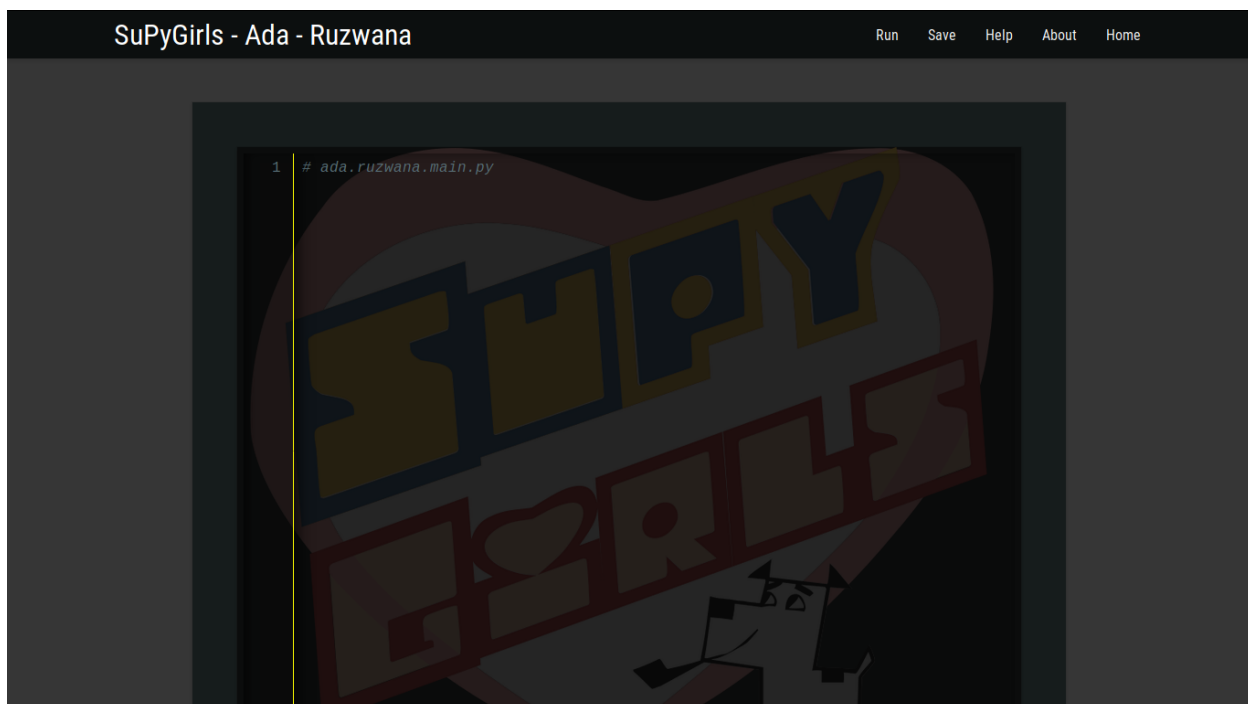 SuPyGirls - Ada - Ruzwana
Run Save Help About Home
1 # ada.ruzwana.main.py
SUPY
GIRLS